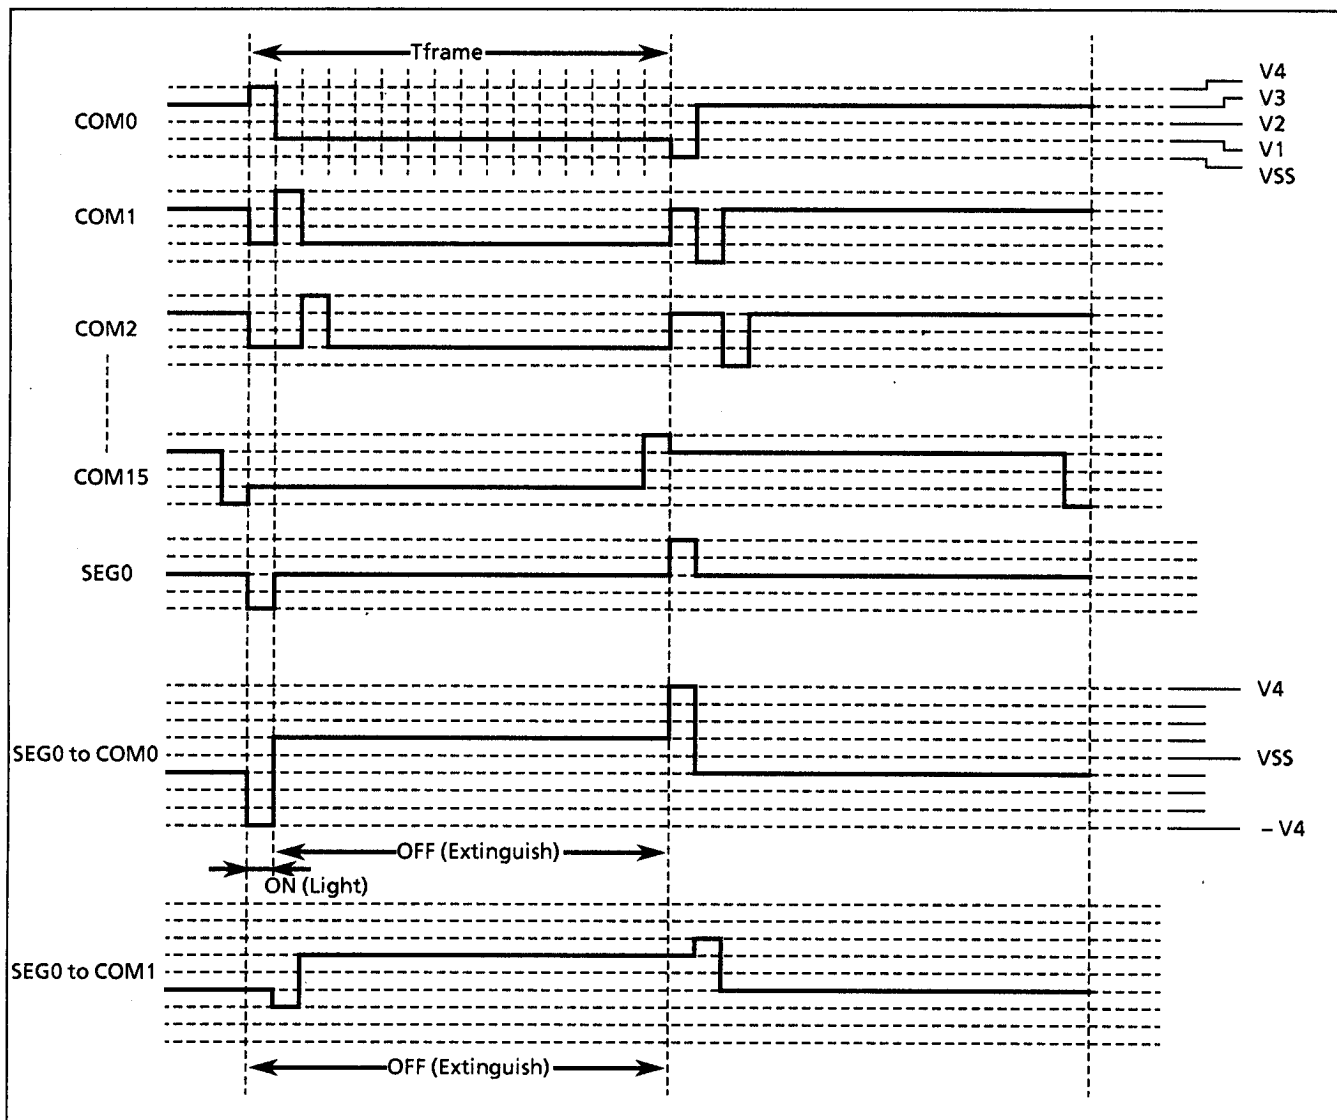 Tframe
V4
V3
COM0
V2
V1
VSS
COM1
COM2
COM15
SEG0
V4
SEG0 to COM0
VSS
– V4
OFF (Extinguish)
ON (Light)
SEG0 to COM1
OFF (Extinguish)